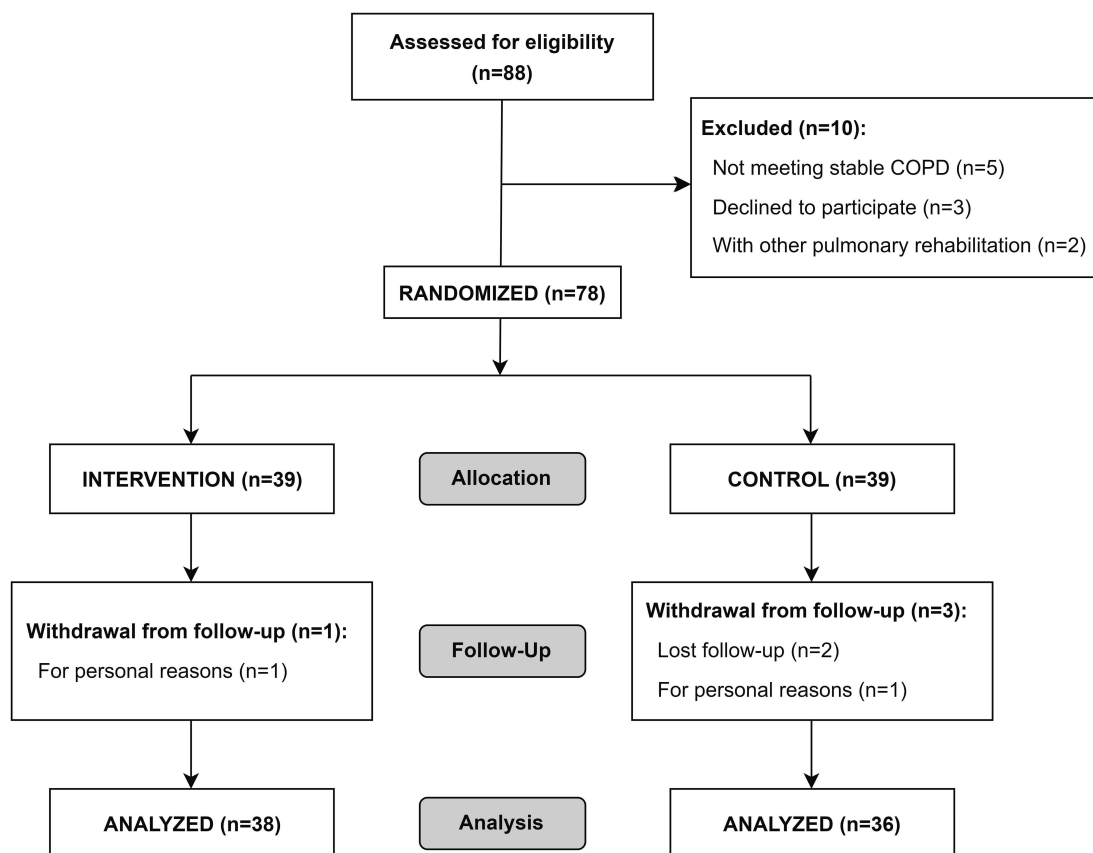 Assessed for eligibility
(n=88)
Excluded (n=10):
Not meeting stable COPD (n=5)
Declined to participate (n=3)
With other pulmonary rehabilitation (n=2)
RANDOMIZED (n=78)
INTERVENTION (n=39)
Allocation
CONTROL (n=39)
Withdrawal from follow-up (n=1):
For personal reasons (n=1)
Follow-Up
Withdrawal from follow-up (n=3):
Lost follow-up (n=2)
For personal reasons (n=1)
ANALYZED (n=38)
Analysis
ANALYZED (n=36)